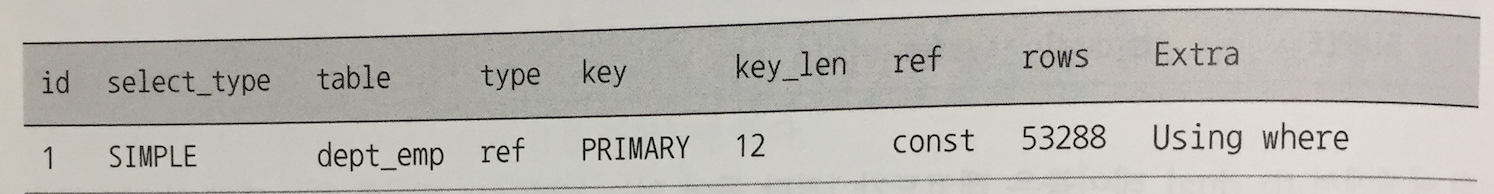 id select_type table type key key_len ref rows Extra
1 SIMPLE dept_emp ref PRIMARY 12 const 53288 Using where